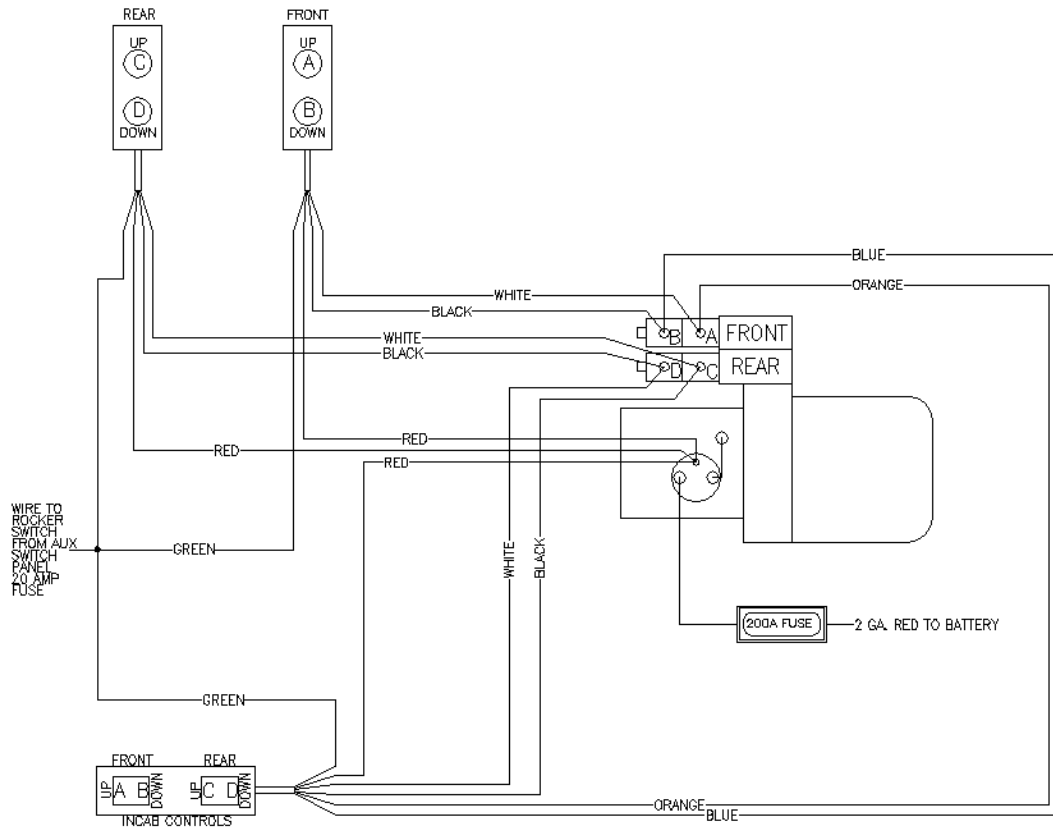 REAR
FRONT
UP
C
D
DOWN
UP
A
B
DOWN
BLUE
ORANGE
WHITE
BLACK
WHITE
BLACK
B
A
FRONT
D
C
REAR
RED
RED
RED
WIRE TO
ROCKER
SWITCH
FROM AUX
SWITCH
PANEL
20 AMP
FUSE
GREEN
WHITE
BLACK
200A FUSE
2 GA. RED TO BATTERY
GREEN
FRONT
REAR
UP
A B
DOWN
UP
C D
DOWN
INCAB CONTROLS
ORANGE
BLUE